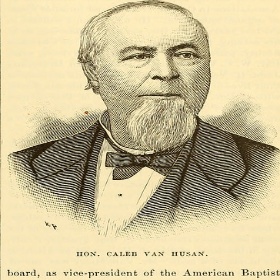 HON. CALEB VAN HUSAN.
board, as vice-president of the American Baptist